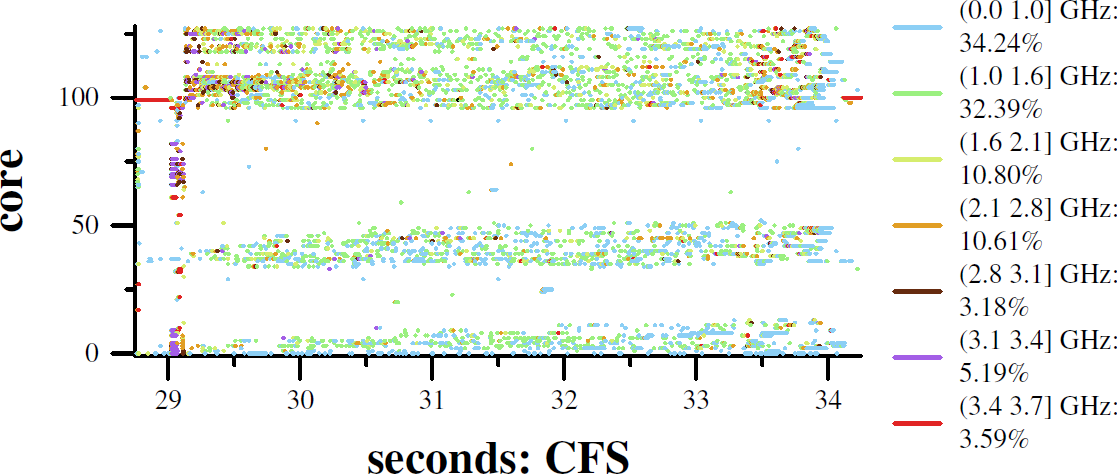 core
100
50
0
29
30
31
32
33
34
seconds: CFS
(0.0 1.0] GHz:
34.24%
(1.0 1.6] GHz:
32.39%
(1.6 2.1] GHz:
10.80%
(2.1 2.8] GHz:
10.61%
(2.8 3.1] GHz:
3.18%
(3.1 3.4] GHz:
5.19%
(3.4 3.7] GHz:
3.59%